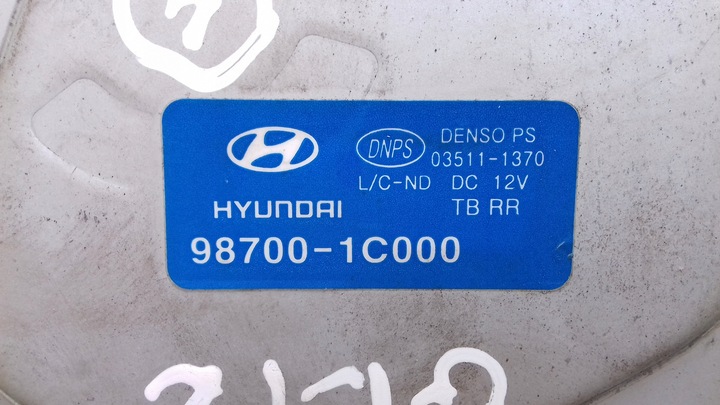 DNPS
DENSO PS
03511-1370
L/C-ND DC 12V
HYUNDAI
TB RR
98700-1C000